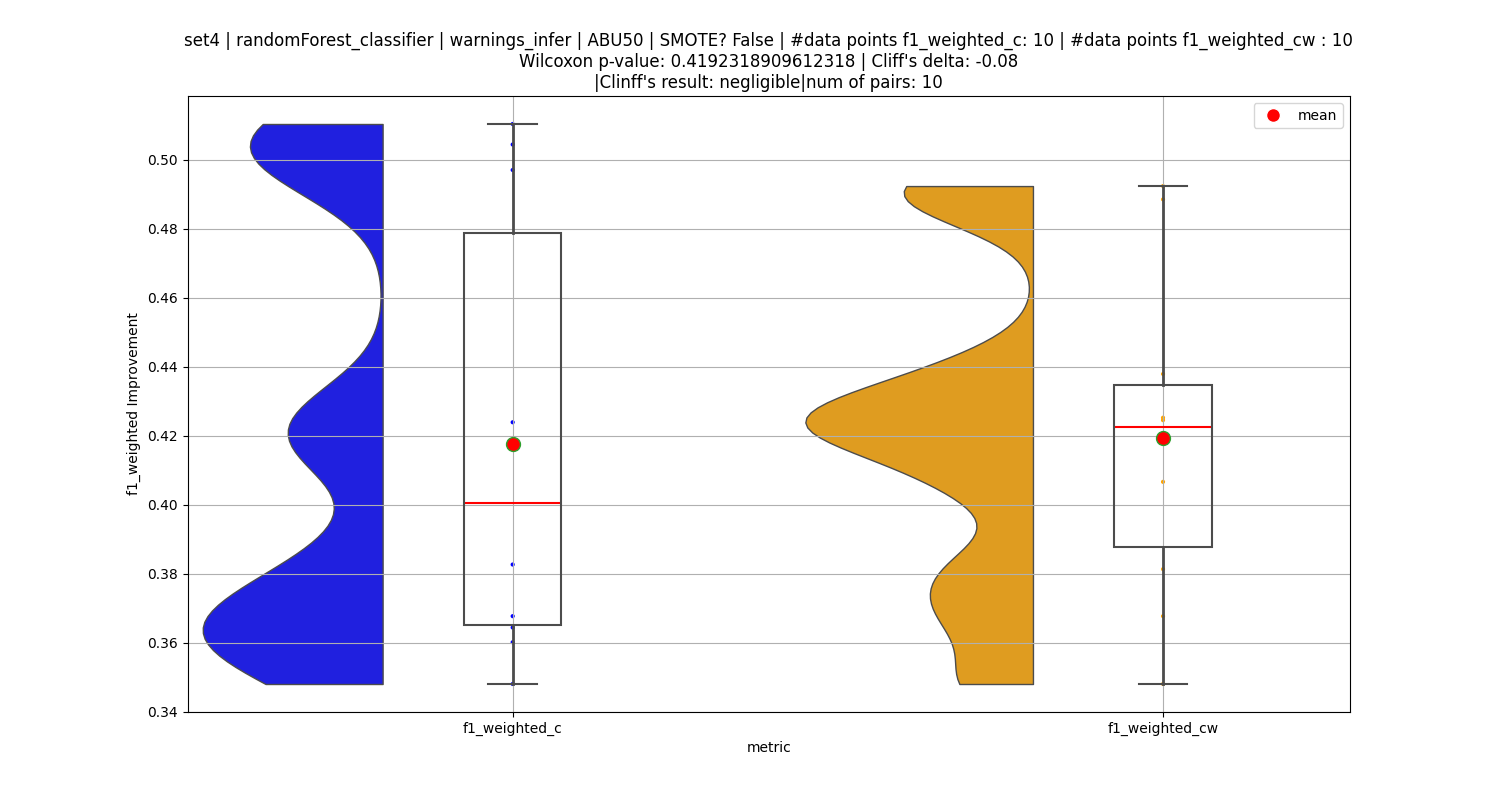 set4 | randomForest_classifier | warnings_infer | ABU50 | SMOTE? False | #data points f1_weighted_c: 10 | #data points f1_weighted_cw : 10
Wilcoxon p-value: 0.4192318909612318 | Cliff's delta: -0.08
|Clinff's result: negligible|num of pairs: 10
mean
0.50
0.48
0.46
0.44
0.42
0.40
0.38
0.36
0.34
f1_weighted Improvement
f1_weighted_c
f1_weighted_cw
metric